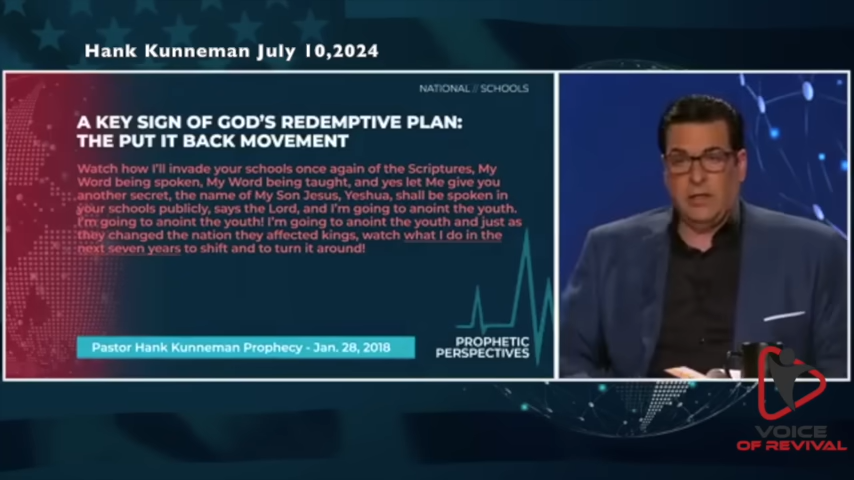 Hank Kunneman July 10,2024
NATIONAL // SCHOOLS
A KEY SIGN OF GOD'S REDEMPTIVE PLAN:
THE PUT IT BACK MOVEMENT
Watch how I'll invade your schools once again of the Scriptures, My
Word being spoken, My Word being taught, and yes let Me give you
another secret, the name of My Son Jesus, Yeshua, shall be spoken in
your schools publicly, says the Lord, and I'm going to anoint the youth.
I'm going to anoint the youth! I'm going to anoint the youth and just as
they changed the nation they affected kings, watch what I do in the
next seven years to shift and to turn it around!
Pastor Hank Kunneman Prophecy - Jan. 28, 2018
PROPHETIC
PERSPECTIVES
VOICE
OF REVIVAL